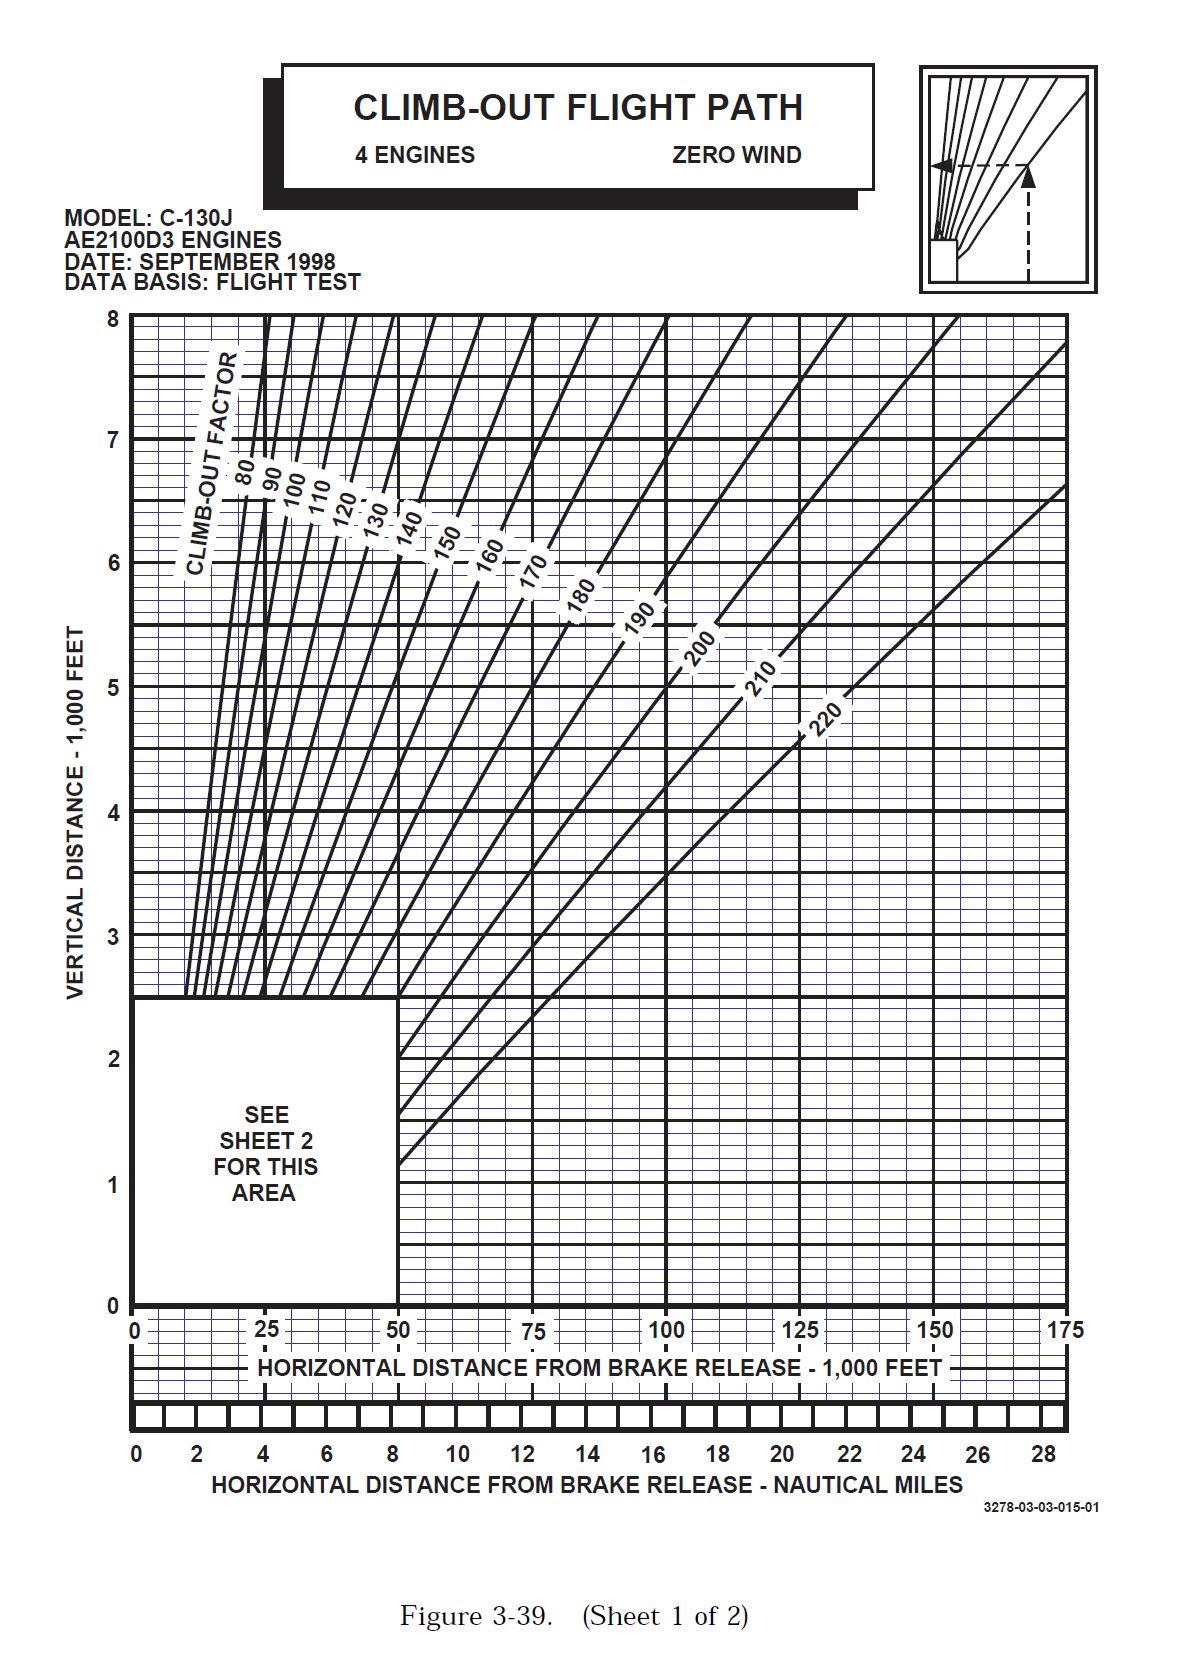 CLIMB-OUT FLIGHT PATH
4 ENGINES ZERO WIND
MODEL: C-130J
AE2100D3 ENGINES
DATE: SEPTEMBER 1998
DATA BASIS: FLIGHT TEST
8
7
6
5
4
3
2
1
0
VERTICAL DISTANCE - 1,000 FEET
CLIMB-OUT FACTOR
80
90
100
110
120
130
140
150
160
170
180
190
200
210
220
SEE
SHEET 2
FOR THIS
AREA
0 25 50 75 100 125 150 175
HORIZONTAL DISTANCE FROM BRAKE RELEASE - 1,000 FEET
0 2 4 6 8 10 12 14 16 18 20 22 24 26 28
HORIZONTAL DISTANCE FROM BRAKE RELEASE - NAUTICAL MILES
3278-03-03-015-01
Figure 3-39. (Sheet 1 of 2)